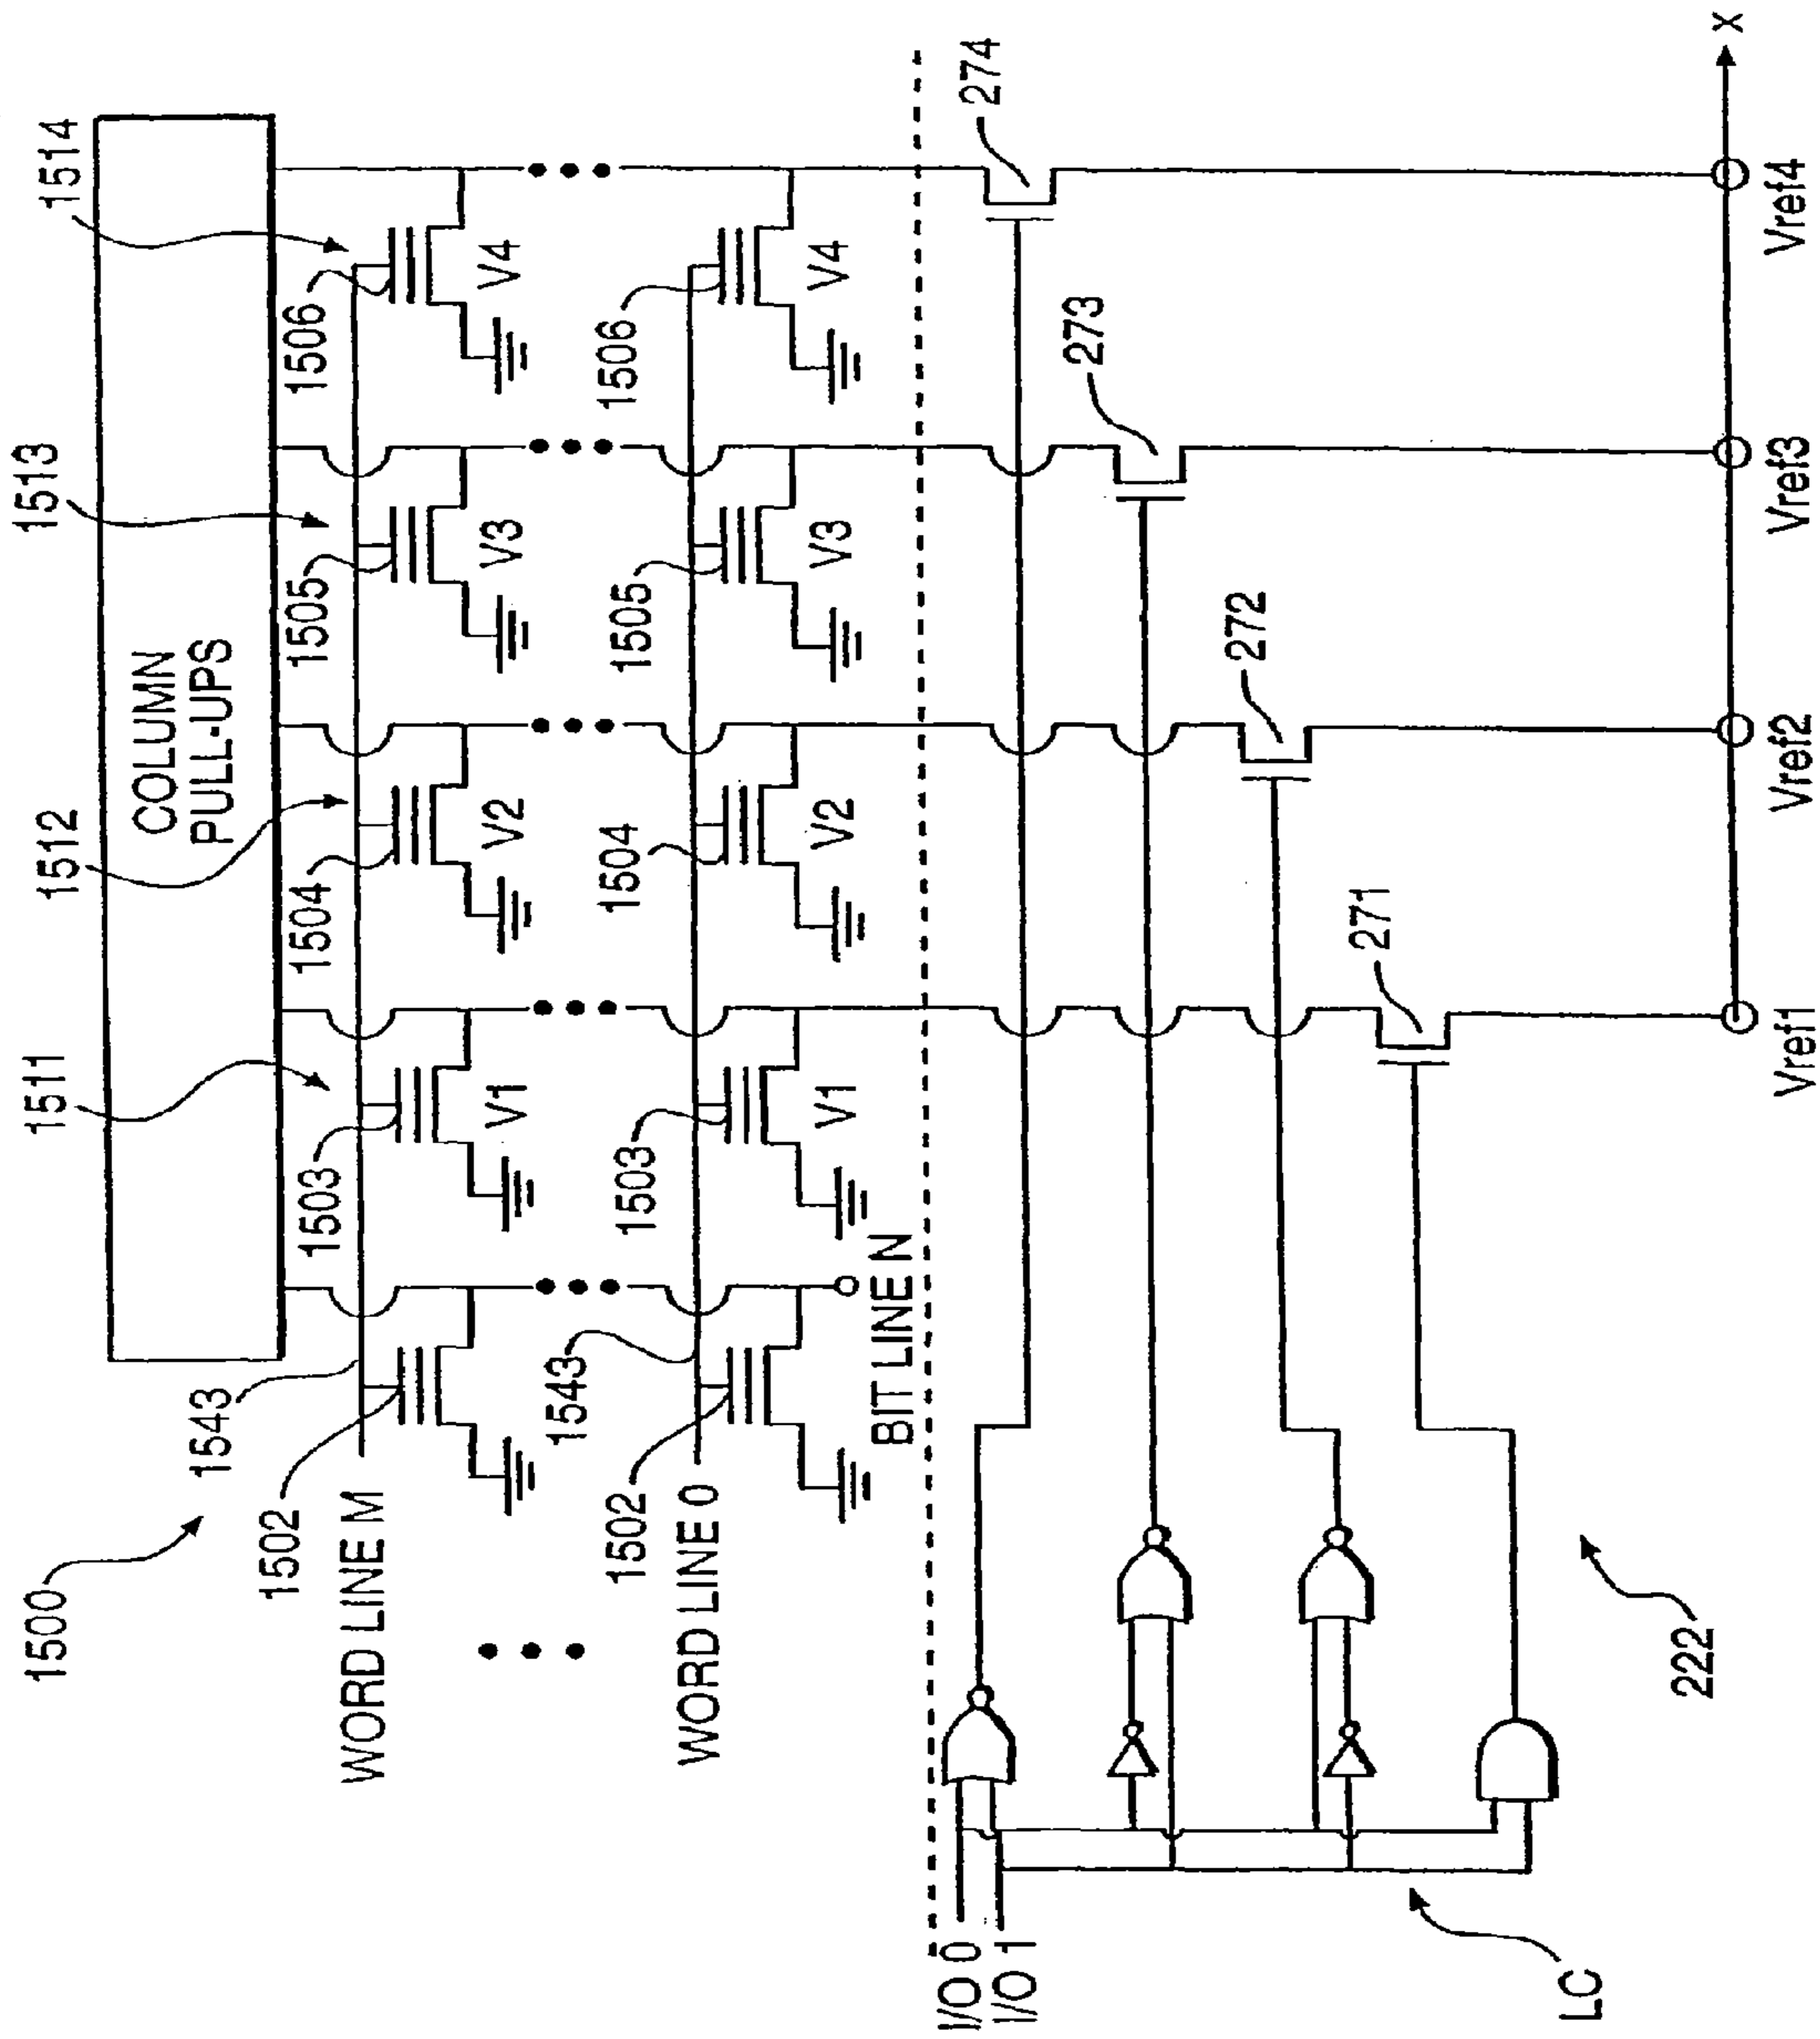 1500
1511
1512
1513
1514
COLUMN
PULL-UPS
1543
1502
1503
1504
1505
1506
WORD LINE M
V1
V2
V3
V4
1543
1502
1503
1504
1505
1506
WORD LINE 0
V1
V2
V3
V4
BIT LINE N
I/O 0
I/O 1
274
273
272
271
LC
222
Vref1
Vref2
Vref3
Vref4
X